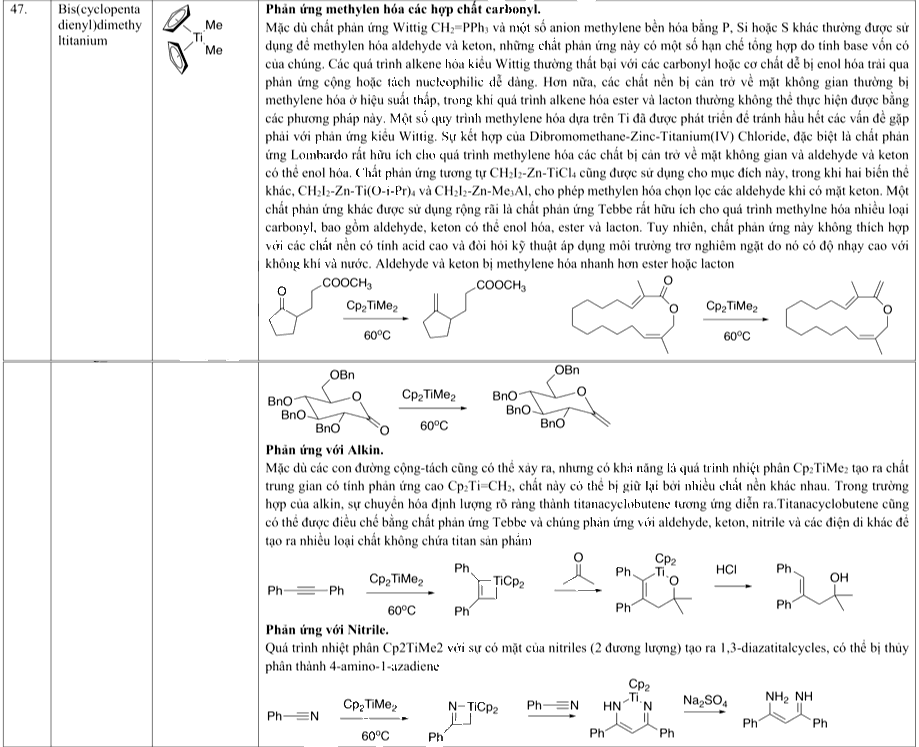 47.
Bis(cyclopenta
dienyl)dimethy
ltitanium
Me
Ti
Me
Phản ứng methylen hóa các hợp chất carbonyl.
Mặc dù chất phản ứng Wittig CH₂=PPh₃ và một số anion methylene bền hóa bằng P, Si hoặc S khác thường được sử
dụng để methylen hóa aldehyde và keton, những chất phản ứng này có một số hạn chế tổng hợp do tính base vốn có
của chúng. Các quá trình alkene hóa kiểu Wittig thường thất bại với các carbonyl hoặc cơ chất dễ bị enol hóa trải qua
phản ứng cộng hoặc tách nucleophilic dễ dàng. Hơn nữa, các chất nền bị cản trở về mặt không gian thường bị
methylene hóa ở hiệu suất thấp, trong khi quá trình alkene hóa ester và lacton thường không thể thực hiện được bằng
các phương pháp này. Một số quy trình methylene hóa dựa trên Ti đã được phát triển để tránh hầu hết các vấn đề gặp
phải với phản ứng kiểu Wittig. Sự kết hợp của Dibromomethane-Zinc-Titanium(IV) Chloride, đặc biệt là chất phản
ứng Lombardo rất hữu ích cho quá trình methylene hóa các chất bị cản trở về mặt không gian và aldehyde và keton
có thể enol hóa. Chất phản ứng tương tự CH₂I₂-Zn-TiCl₄ cũng được sử dụng cho mục đích này, trong khi hai biến thể
khác, CH₂I₂-Zn-Ti(O-i-Pr)₄ và CH₂I₂-Zn-Me₃Al, cho phép methylen hóa chọn lọc các aldehyde khi có mặt keton. Một
chất phản ứng khác được sử dụng rộng rãi là chất phản ứng Tebbe rất hữu ích cho quá trình methylne hóa nhiều loại
carbonyl, bao gồm aldehyde, keton có thể enol hóa, ester và lacton. Tuy nhiên, chất phản ứng này không thích hợp
với các chất nền có tính acid cao và đòi hỏi kỹ thuật áp dụng môi trường trơ nghiêm ngặt do nó có độ nhạy cao với
không khí và nước. Aldehyde và keton bị methylene hóa nhanh hơn ester hoặc lacton
O COOCH₃ Cp₂TiMe₂ 60°C COOCH₃ O O Cp₂TiMe₂ 60°C O
OBn O BnO BnO BnO O Cp₂TiMe₂ 60°C OBn O BnO BnO BnO
Phản ứng với Alkin.
Mặc dù các con đường cộng-tách cũng có thể xảy ra, nhưng có khả năng là quá trình nhiệt phân Cp₂TiMe₂ tạo ra chất
trung gian có tính phản ứng cao Cp₂Ti=CH₂, chất này có thể bị giữ lại bởi nhiều chất nền khác nhau. Trong trường
hợp của alkin, sự chuyển hóa định lượng rõ ràng thành titanacyclobutene tương ứng diễn ra.Titanacyclobutene cũng
có thể được điều chế bằng chất phản ứng Tebbe và chúng phản ứng với aldehyde, keton, nitrile và các điện di khác để
tạo ra nhiều loại chất không chứa titan sản phẩm
Ph Ph Cp₂TiMe₂ 60°C Ph TiCp₂ Ph O Cp₂ Ph Ti O Ph HCl Ph OH Ph
Phản ứng với Nitrile.
Quá trình nhiệt phân Cp2TiMe2 với sự có mặt của nitriles (2 đương lượng) tạo ra 1,3-diazatitalcycles, có thể bị thủy
phân thành 4-amino-1-azadiene
Ph N Cp₂TiMe₂ 60°C N TiCp₂ Ph Ph N Cp₂ Ti HN N Ph Ph Na₂SO₄ NH₂ NH Ph Ph